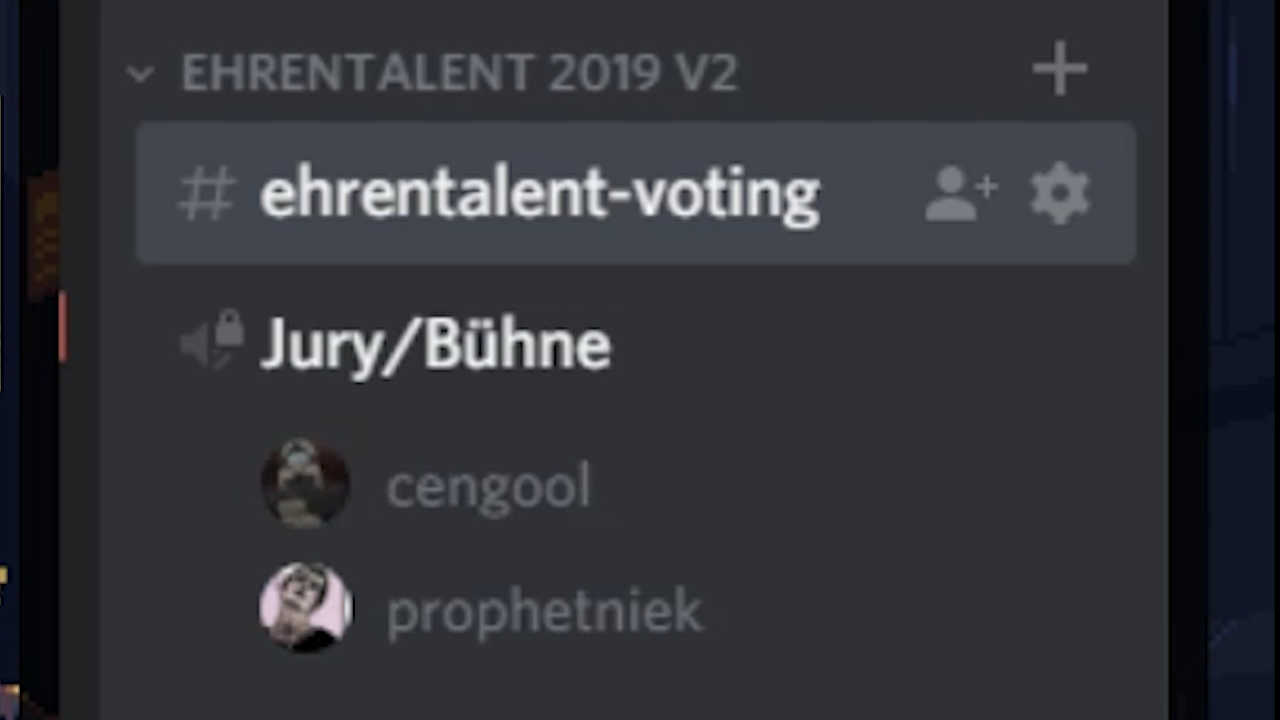 EHRENTALENT 2019 V2
# ehrentalent-voting
Jury/Bühne
cengool
prophetniek